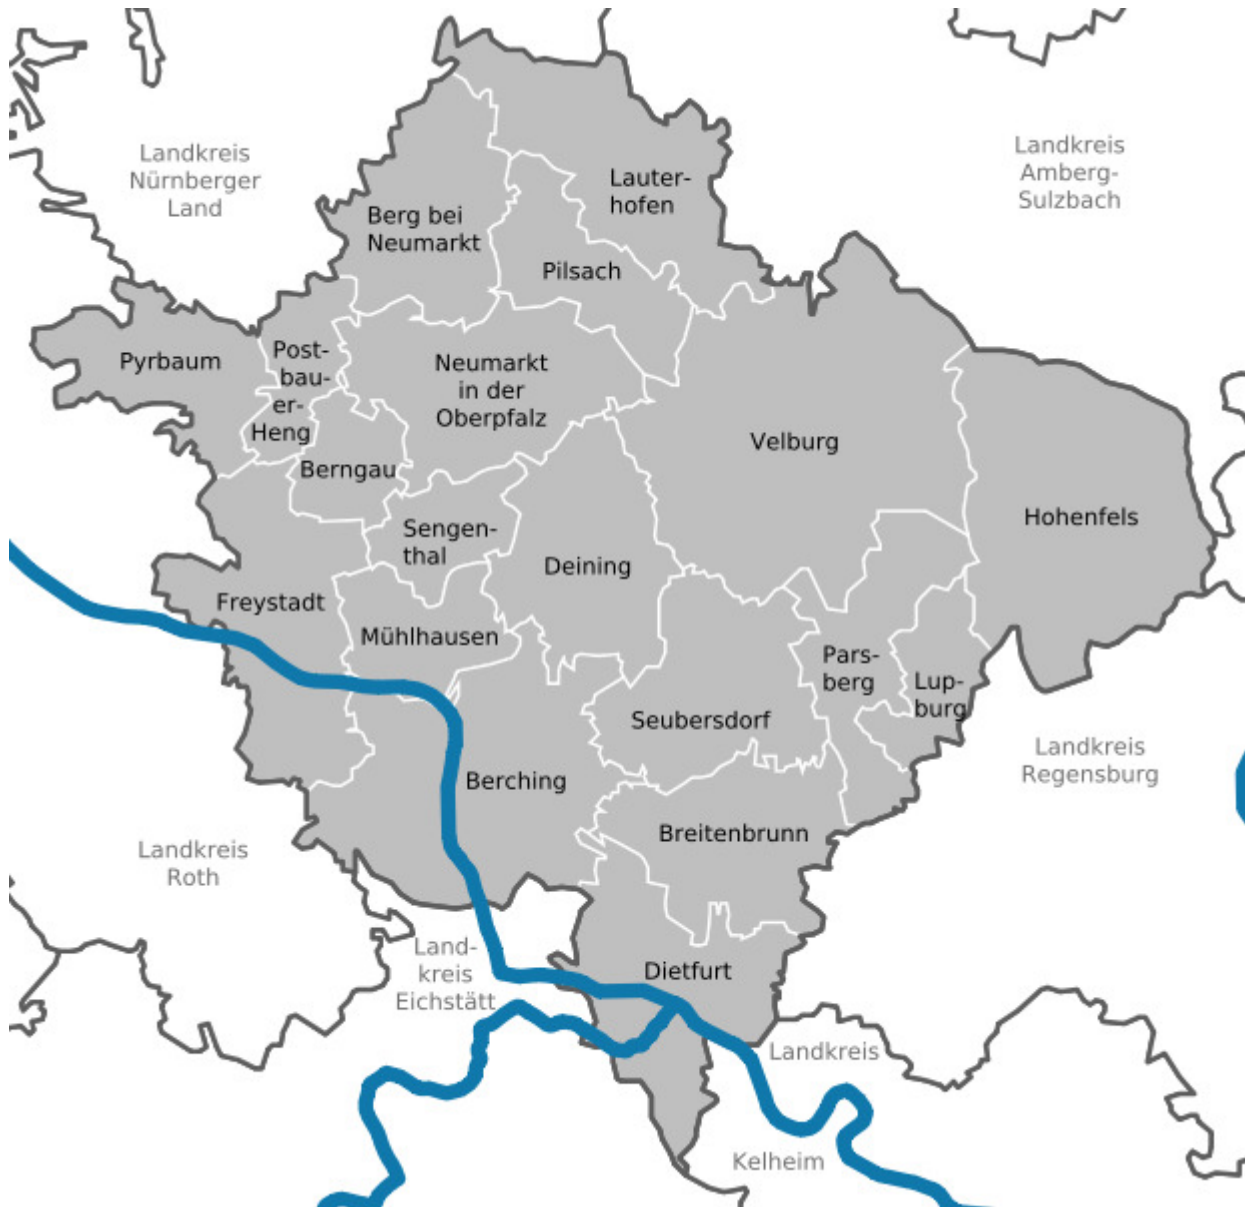 Landkreis
Nürnberger
Land
Landkreis
Amberg-
Sulzbach
Lauter-
hofen
Berg bei
Neumarkt
Pilsach
Pyrbaum
Post-
bau-
er-
Heng
Neumarkt
in der
Oberpfalz
Velburg
Berngau
Hohenfels
Sengen-
thal
Deining
Freystadt
Mühlhausen
Pars-
berg
Lup-
burg
Seubersdorf
Landkreis
Regensburg
Berching
Breitenbrunn
Landkreis
Roth
Land-
kreis
Eichstätt
Dietfurt
Landkreis
Kelheim